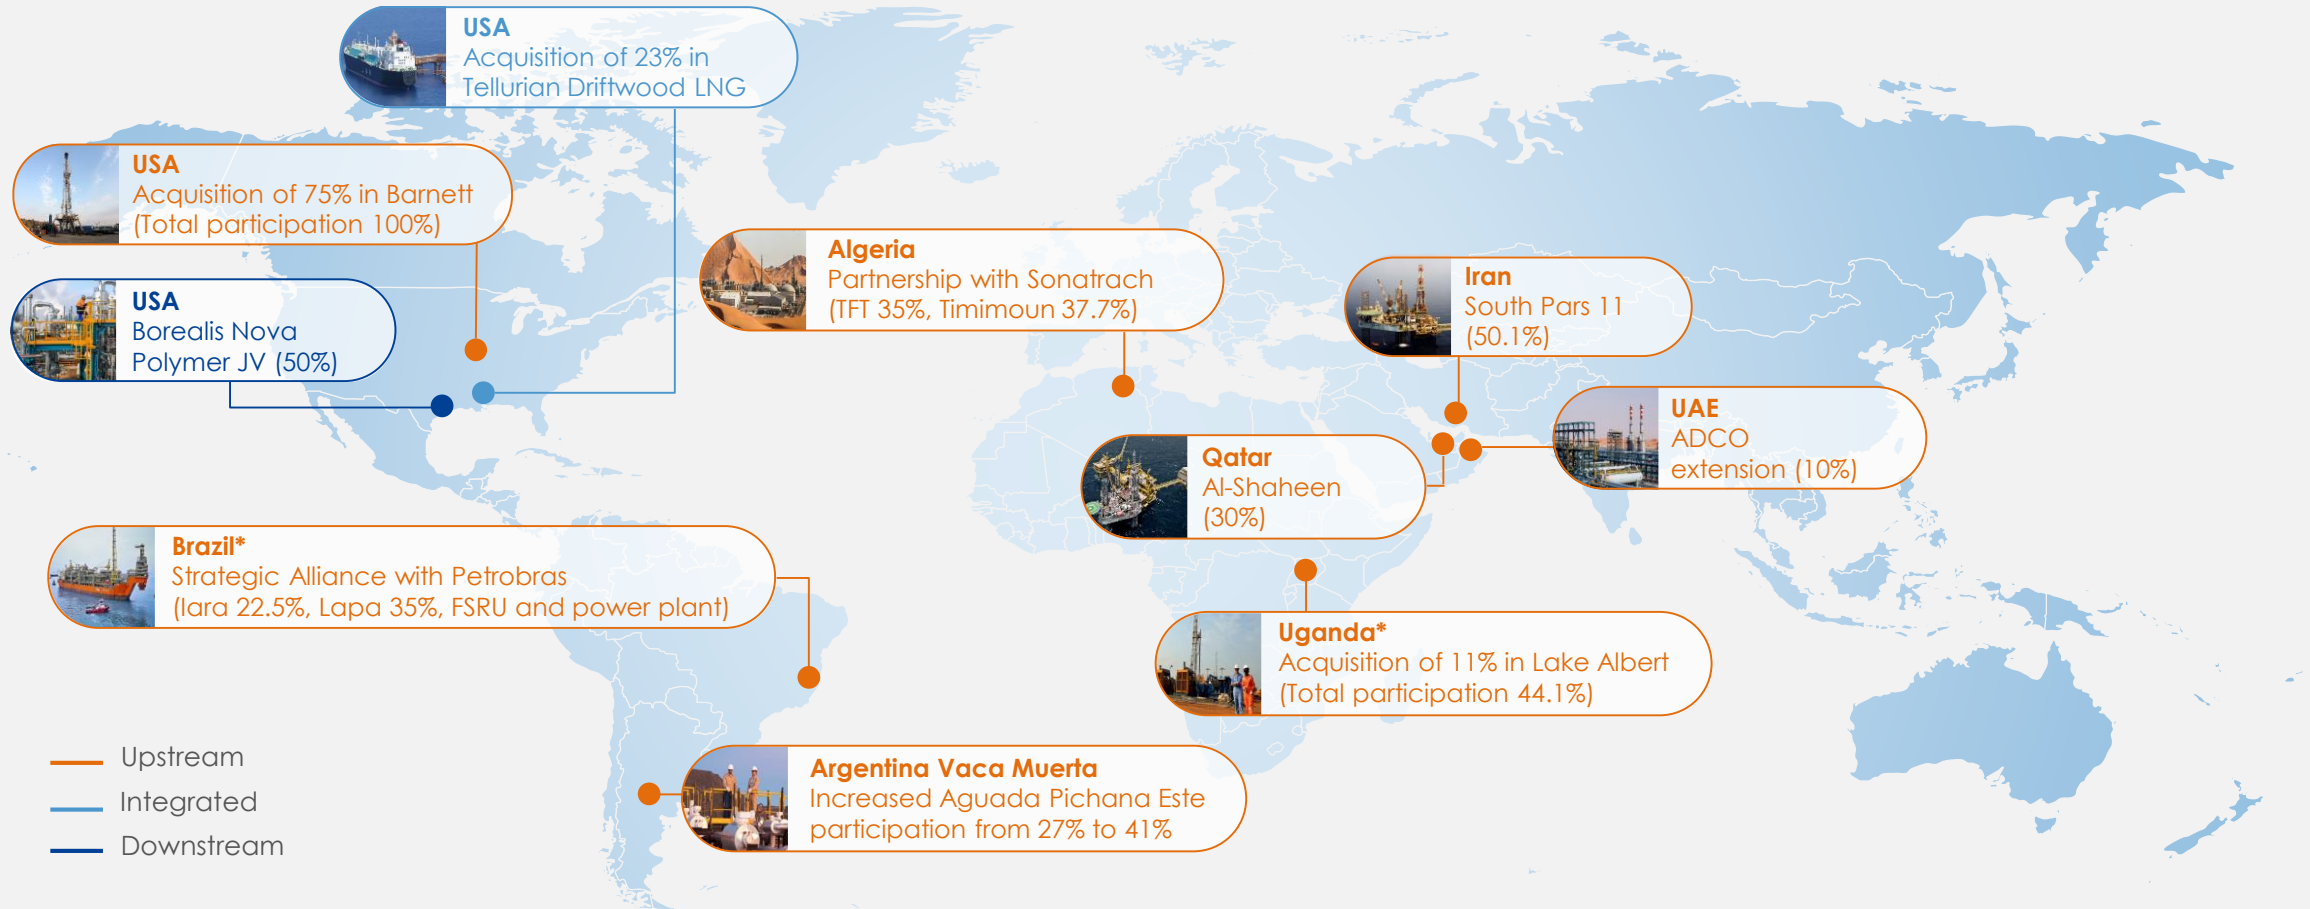 USA
Acquisition of 23% in
Tellurian Driftwood LNG
USA
Acquisition of 75% in Barnett
(Total participation 100%)
USA
Borealis Nova
Polymer JV (50%)
Algeria
Partnership with Sonatrach
(TFT 35%, Timimoun 37.7%)
Iran
South Pars 11
(50.1%)
UAE
ADCO
extension (10%)
Qatar
Al-Shaheen
(30%)
Brazil*
Strategic Alliance with Petrobras
(Iara 22.5%, Lapa 35%, FSRU and power plant)
Uganda*
Acquisition of 11% in Lake Albert
(Total participation 44.1%)
Argentina Vaca Muerta
Increased Aguada Pichana Este
participation from 27% to 41%
Upstream
Integrated
Downstream